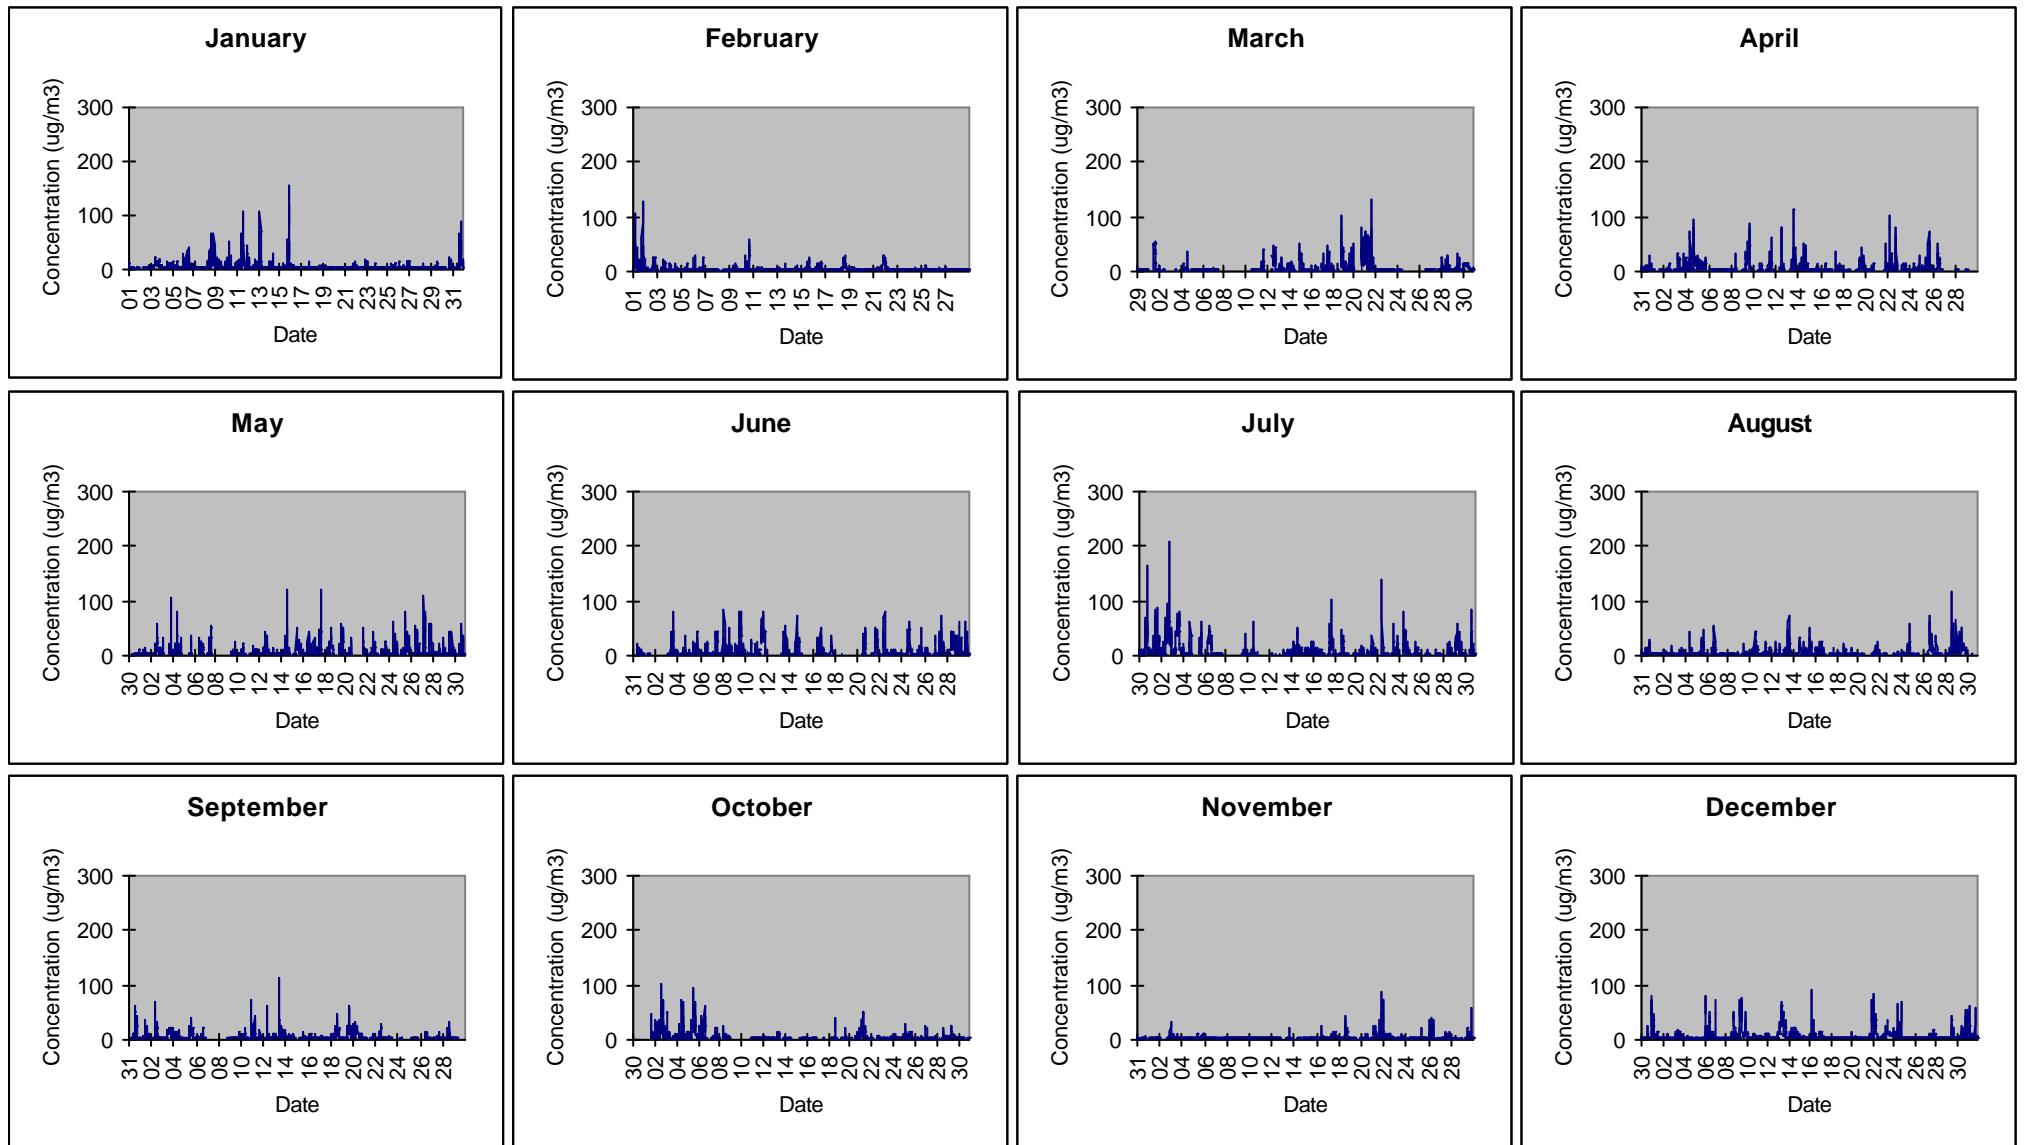 January
Concentration (ug/m3)
300
200
100
0
01 03 05 07 09 11 13 15 17 19 21 23 25 27 29 31
Date
February
Concentration (ug/m3)
300
200
100
0
01 03 05 07 09 11 13 15 17 19 21 23 25 27
Date
March
Concentration (ug/m3)
300
200
100
0
29 02 04 06 08 10 12 14 16 18 20 22 24 26 28 30
Date
April
Concentration (ug/m3)
300
200
100
0
31 02 04 06 08 10 12 14 16 18 20 22 24 26 28
Date
May
Concentration (ug/m3)
300
200
100
0
30 02 04 06 08 10 12 14 16 18 20 22 24 26 28 30
Date
June
Concentration (ug/m3)
300
200
100
0
31 02 04 06 08 10 12 14 16 18 20 22 24 26 28
Date
July
Concentration (ug/m3)
300
200
100
0
30 02 04 06 08 10 12 14 16 18 20 22 24 26 28 30
Date
August
Concentration (ug/m3)
300
200
100
0
31 02 04 06 08 10 12 14 16 18 20 22 24 26 28 30
Date
September
Concentration (ug/m3)
300
200
100
0
31 02 04 06 08 10 12 14 16 18 20 22 24 26 28
Date
October
Concentration (ug/m3)
300
200
100
0
30 02 04 06 08 10 12 14 16 18 20 22 24 26 28 30
Date
November
Concentration (ug/m3)
300
200
100
0
31 02 04 06 08 10 12 14 16 18 20 22 24 26 28
Date
December
Concentration (ug/m3)
300
200
100
0
30 02 04 06 08 10 12 14 16 18 20 22 24 26 28 30
Date